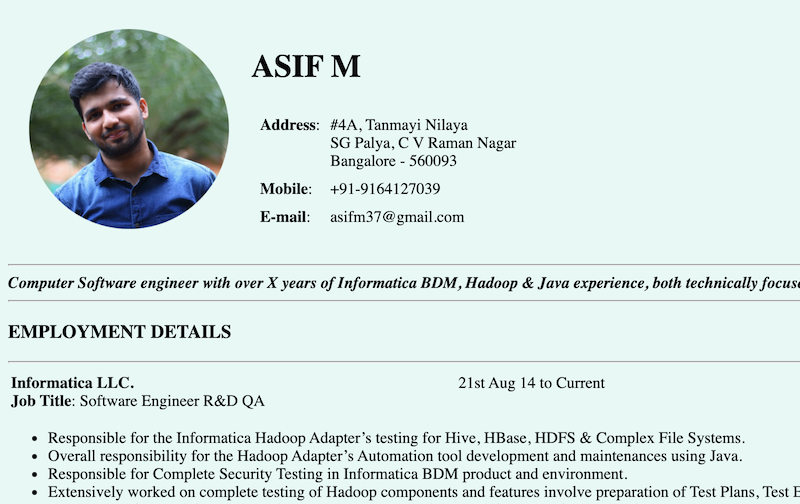 ASIF M
Address: #4A, Tanmayi Nilaya
SG Palya, C V Raman Nagar
Bangalore - 560093
Mobile: +91-9164127039
E-mail: asifm37@gmail.com
Computer Software engineer with over X years of Informatica BDM, Hadoop & Java experience, both technically
EMPLOYMENT DETAILS
Informatica LLC. 21st Aug 14 to Current
Job Title: Software Engineer R&D QA
• Responsible for the Informatica Hadoop Adapter’s testing for Hive, HBase, HDFS & Complex File Systems.
• Overall responsibility for the Hadoop Adapter’s Automation tool development and maintenances using Java.
• Responsible for Complete Security Testing in Informatica BDM product and environment.
• Extensively worked on complete testing of Hadoop components and features involve preparation of Test Plans, Test